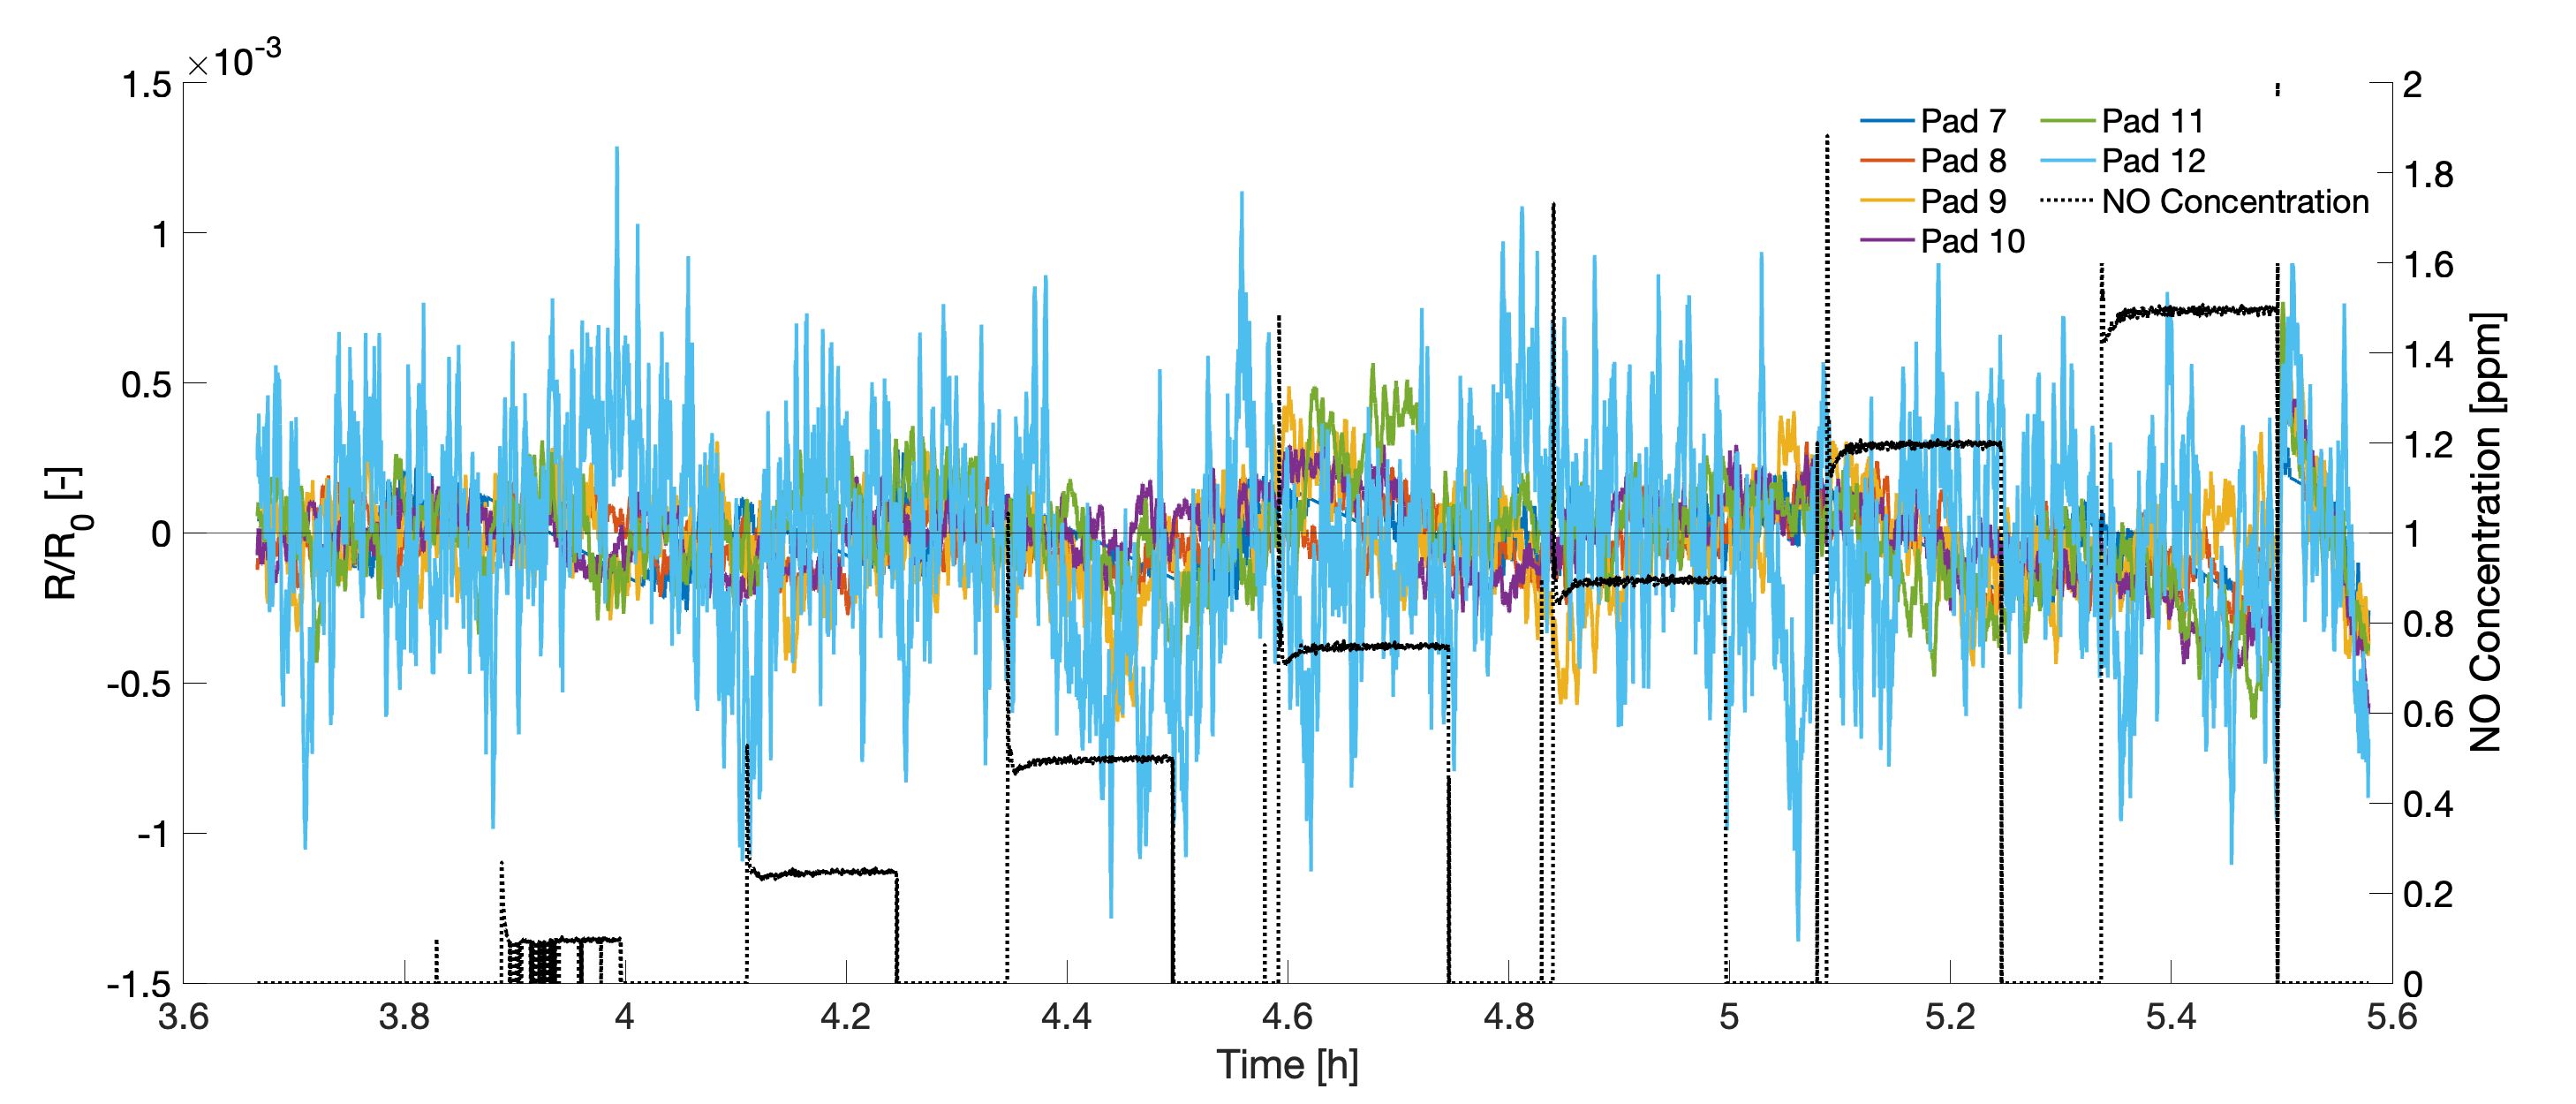 ×10-3
1.5
1
0.5
0
-0.5
-1
-1.5
R/R0 [-]
2
1.8
1.6
1.4
1.2
1
0.8
0.6
0.4
0.2
0
NO Concentration [ppm]
Pad 7
Pad 8
Pad 9
Pad 10
Pad 11
Pad 12
NO Concentration
3.6 3.8 4 4.2 4.4 4.6 4.8 5 5.2 5.4 5.6
Time [h]